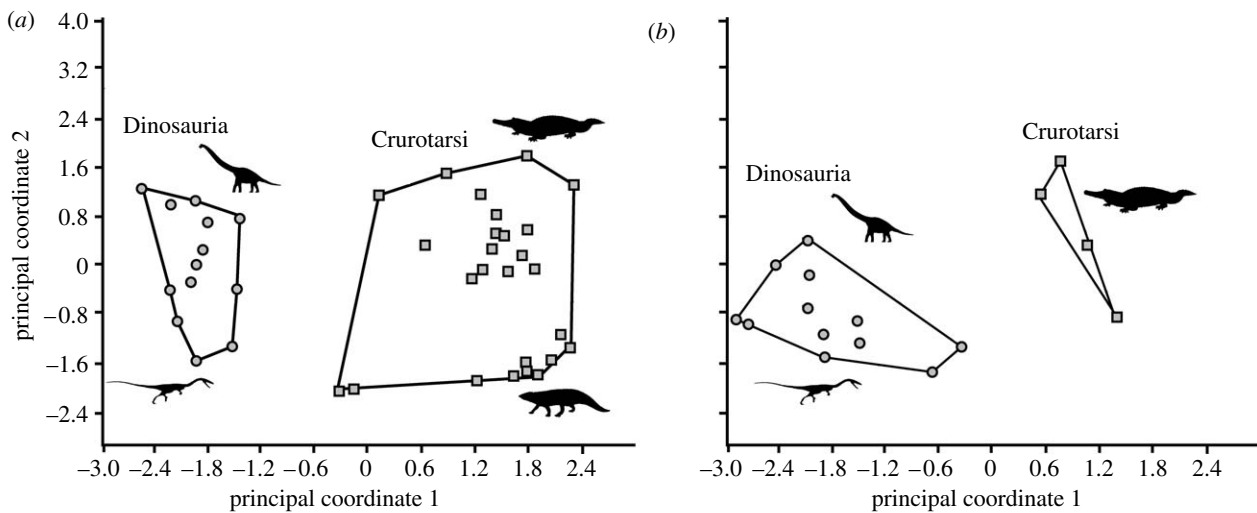 (a)
4.0
3.2
2.4
1.6
0.8
0
−0.8
−1.6
−2.4
principal coordinate 2
Dinosauria
Crurotarsi
−3.0 −2.4 −1.8 −1.2 −0.6 0 0.6 1.2 1.8 2.4
principal coordinate 1
(b)
Crurotarsi
Dinosauria
−3.0 −2.4 −1.8 −1.2 −0.6 0 0.6 1.2 1.8 2.4
principal coordinate 1